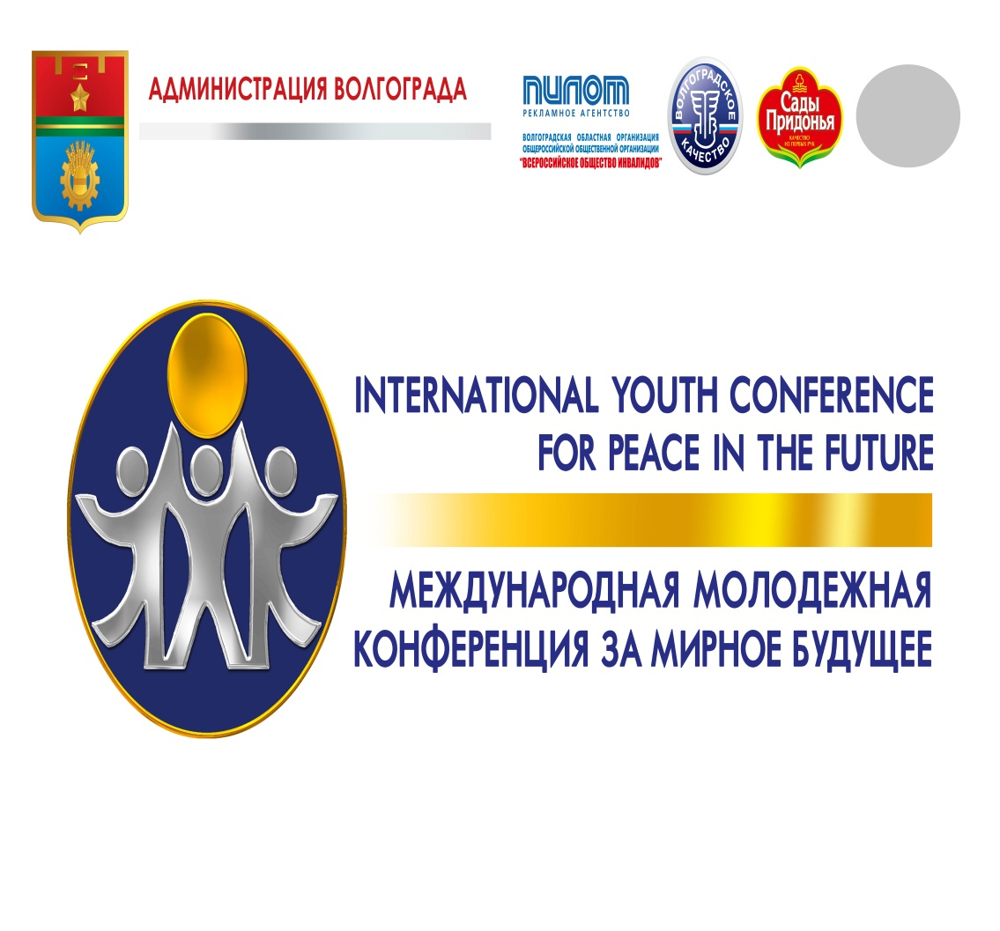 АДМИНИСТРАЦИЯ ВОЛГОГРАДА
ПИЛОТ
РЕКЛАМНОЕ АГЕНТСТВО
ВОЛГОГРАДСКАЯ ОБЛАСТНАЯ ОРГАНИЗАЦИЯ
ОБЩЕРОССИЙСКОЙ ОБЩЕСТВЕННОЙ ОРГАНИЗАЦИИ
"ВСЕРОССИЙСКОЕ ОБЩЕСТВО ИНВАЛИДОВ"
ВОЛГОГРАДСКОЕ
КАЧЕСТВО
Сады
Придонья
КАЧЕСТВО
ИЗ ПЕРВЫХ РУК
INTERNATIONAL YOUTH CONFERENCE
FOR PEACE IN THE FUTURE
МЕЖДУНАРОДНАЯ МОЛОДЕЖНАЯ
КОНФЕРЕНЦИЯ ЗА МИРНОЕ БУДУЩЕЕ